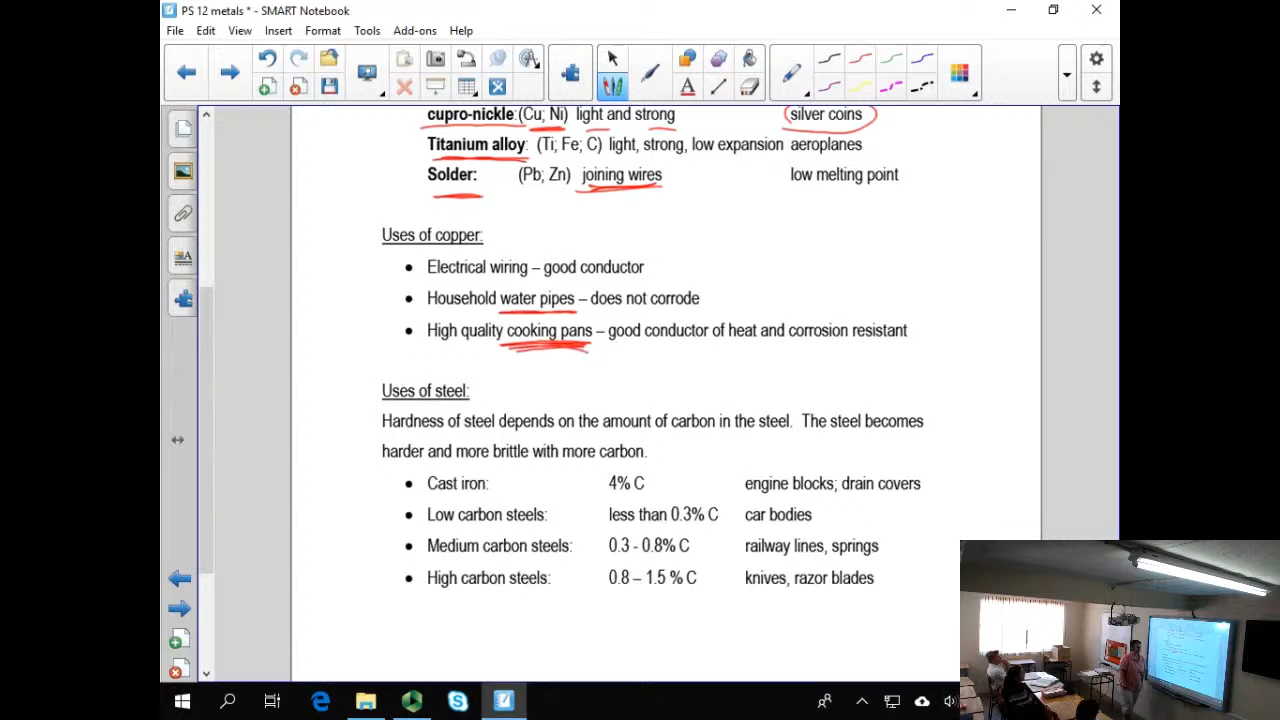 PS 12 metals * - SMART Notebook
File Edit View Insert Format Tools Add-ons Help
cupro-nickle: (Cu; Ni) light and strong silver coins
Titanium alloy: (Ti; Fe; C) light, strong, low expansion aeroplanes
Solder: (Pb; Zn) joining wires low melting point
Uses of copper:
• Electrical wiring – good conductor
• Household water pipes – does not corrode
• High quality cooking pans – good conductor of heat and corrosion resistant
Uses of steel:
Hardness of steel depends on the amount of carbon in the steel. The steel becomes
harder and more brittle with more carbon.
• Cast iron: 4% C engine blocks; drain covers
• Low carbon steels: less than 0.3% C car bodies
• Medium carbon steels: 0.3 - 0.8% C railway lines, springs
• High carbon steels: 0.8 – 1.5 % C knives, razor blades